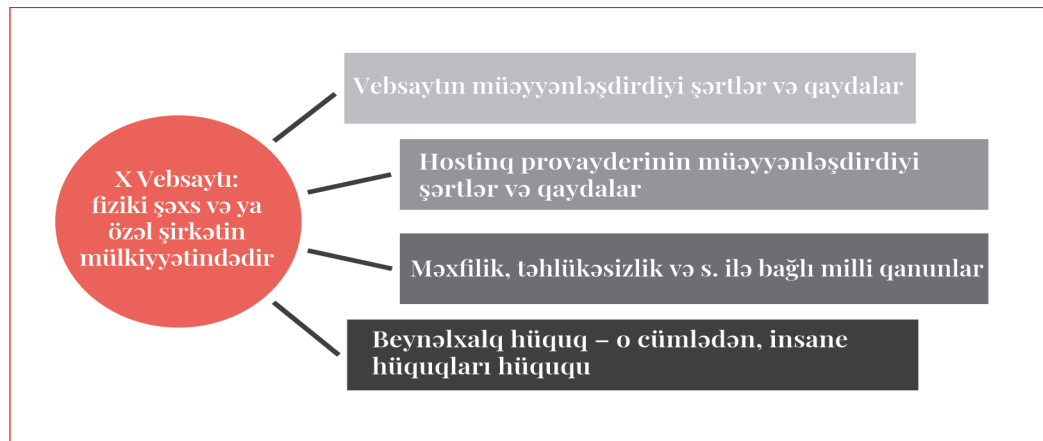 X Vebsaytı:
fiziki şəxs və ya
özəl şirkətin
mülkiyyətindədir
Vebsaytın müəyyənləşdirdiyi şərtlər və qaydalar
Hostinq provayderinin müəyyənləşdirdiyi
şərtlər və qaydalar
Məxfilik, təhlükəsizlik və s. ilə bağlı milli qanunlar
Beynəlxalq hüquq – o cümlədən, insane
hüquqları hüququ